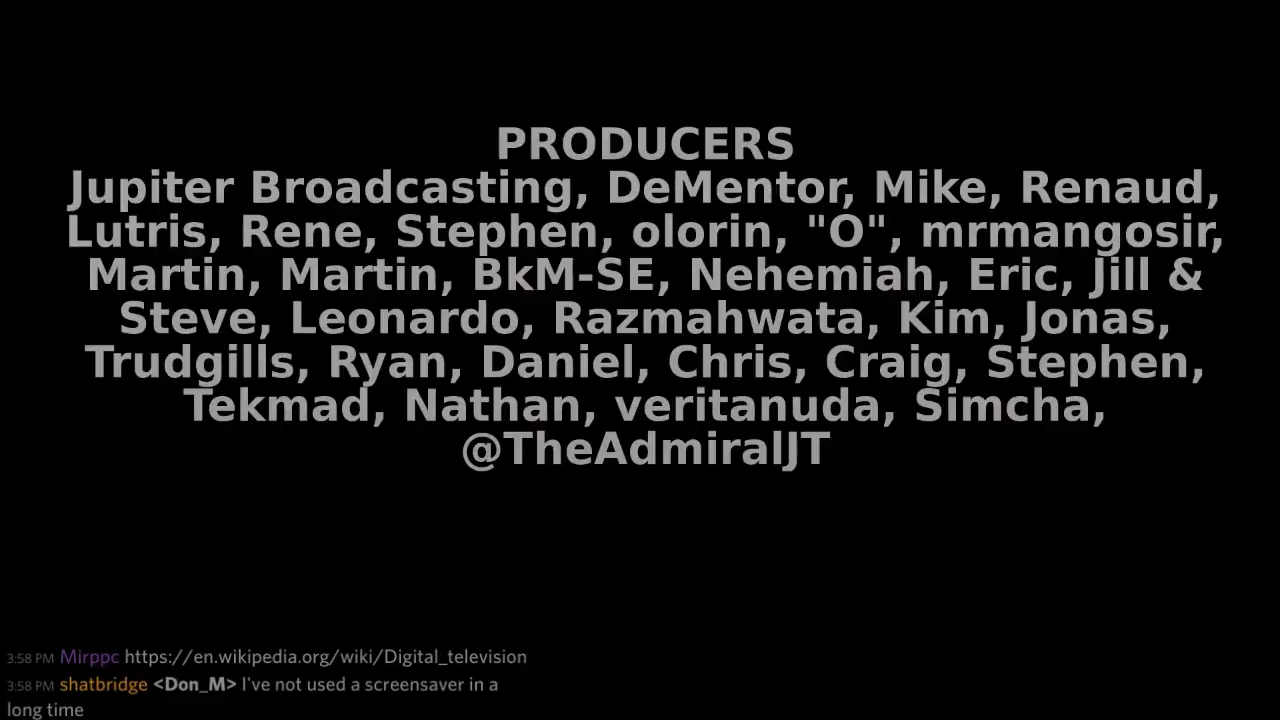 PRODUCERS
Jupiter Broadcasting, DeMentor, Mike, Renaud,
Lutris, Rene, Stephen, olorin, "O", mrmangosir,
Martin, Martin, BkM-SE, Nehemiah, Eric, Jill &
Steve, Leonardo, Razmahwata, Kim, Jonas,
Trudgills, Ryan, Daniel, Chris, Craig, Stephen,
Tekmad, Nathan, veritanuda, Simcha,
@TheAdmiralJT
3:58 PM Mirppc https://en.wikipedia.org/wiki/Digital_television
3:58 PM shatbridge <Don_M> I've not used a screensaver in a
long time